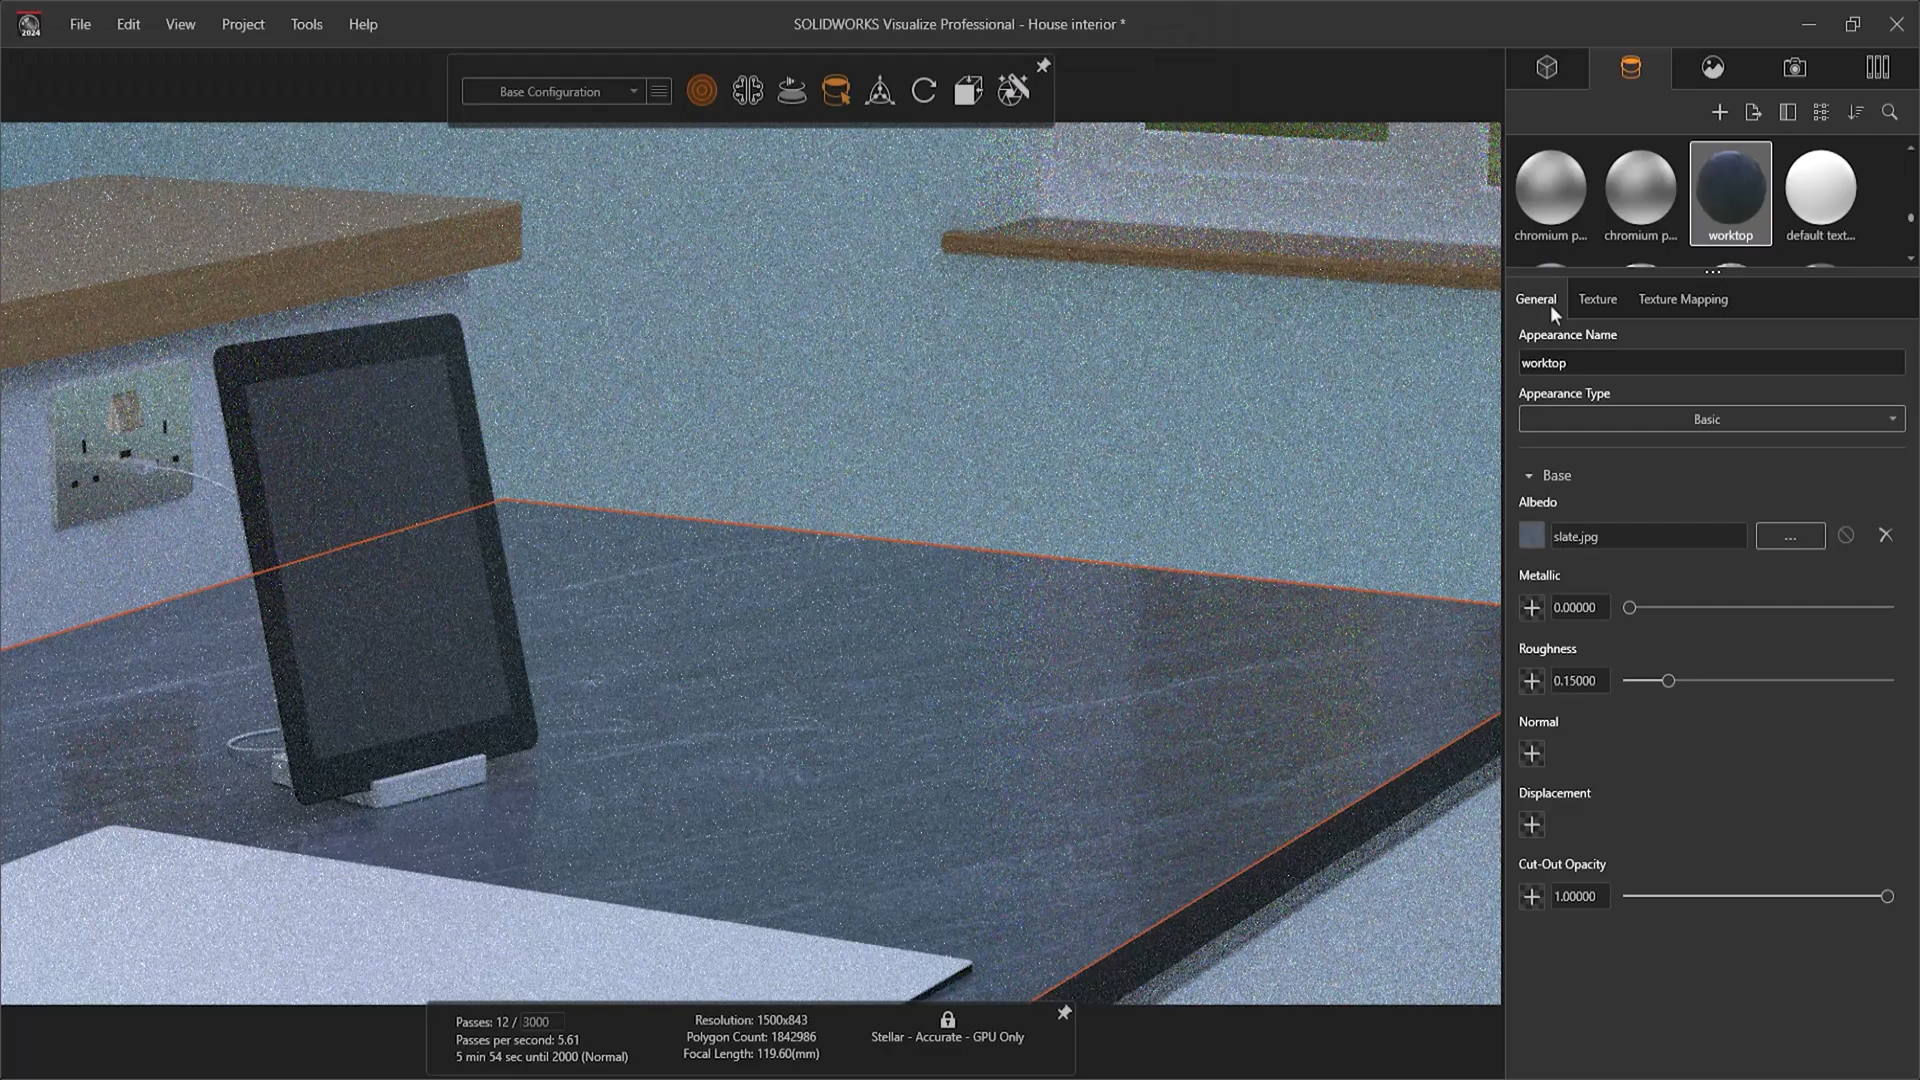 2024
File
Edit
View
Project
Tools
Help
SOLIDWORKS Visualize Professional - House interior *
Base Configuration
chromium p...
chromium p...
worktop
default text...
General
Texture
Texture Mapping
Appearance Name
worktop
Appearance Type
Basic
Base
Albedo
slate.jpg
...
Metallic
0.00000
Roughness
0.15000
Normal
Displacement
Cut-Out Opacity
1.00000
Passes: 12 / 3000
Passes per second: 5.61
5 min 54 sec until 2000 (Normal)
Resolution: 1500x843
Polygon Count: 1842986
Focal Length: 119.60(mm)
Stellar - Accurate - GPU Only